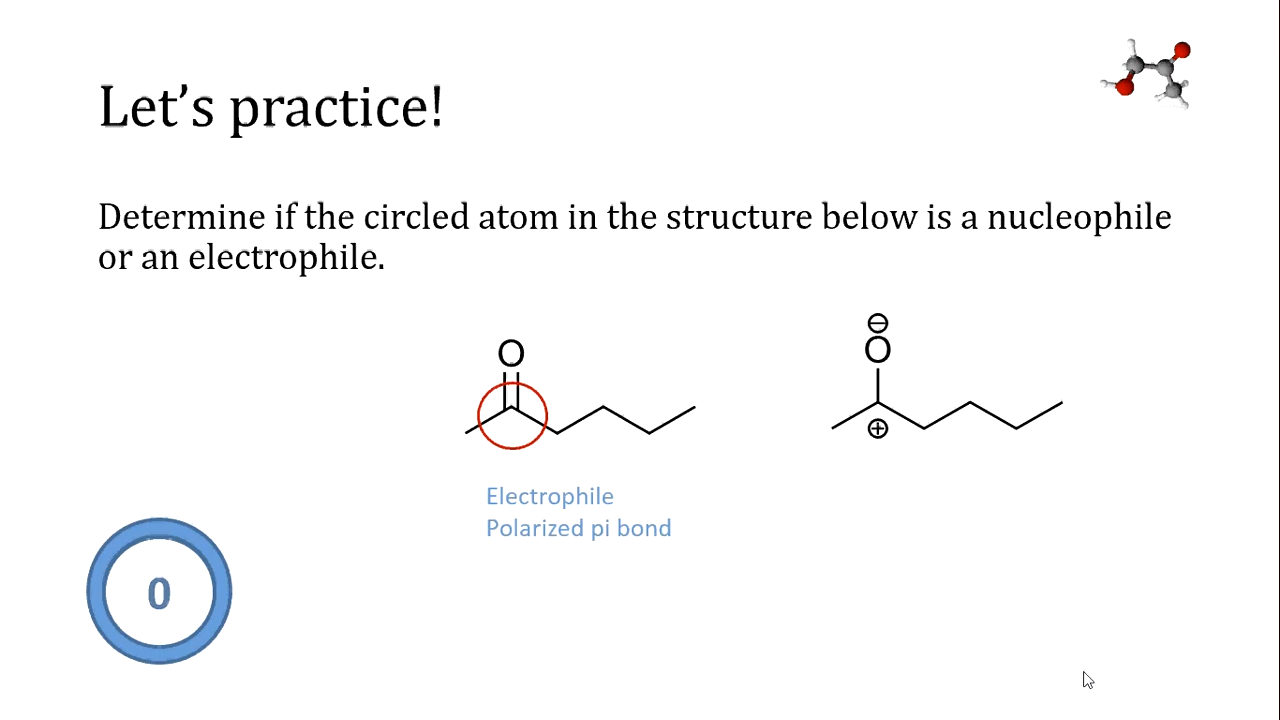 Let’s practice!
Determine if the circled atom in the structure below is a nucleophile
or an electrophile.
⊖
O
O
⊕
Electrophile
Polarized pi bond
0